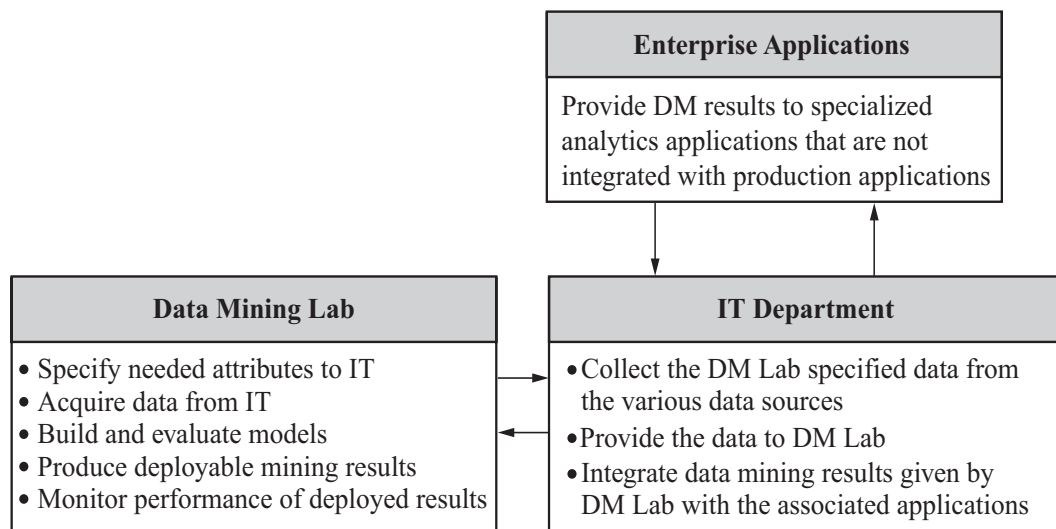 Enterprise Applications
Provide DM results to specialized
analytics applications that are not
integrated with production applications
Data Mining Lab
• Specify needed attributes to IT
• Acquire data from IT
• Build and evaluate models
• Produce deployable mining results
• Monitor performance of deployed results
IT Department
• Collect the DM Lab specified data from
the various data sources
• Provide the data to DM Lab
• Integrate data mining results given by
DM Lab with the associated applications